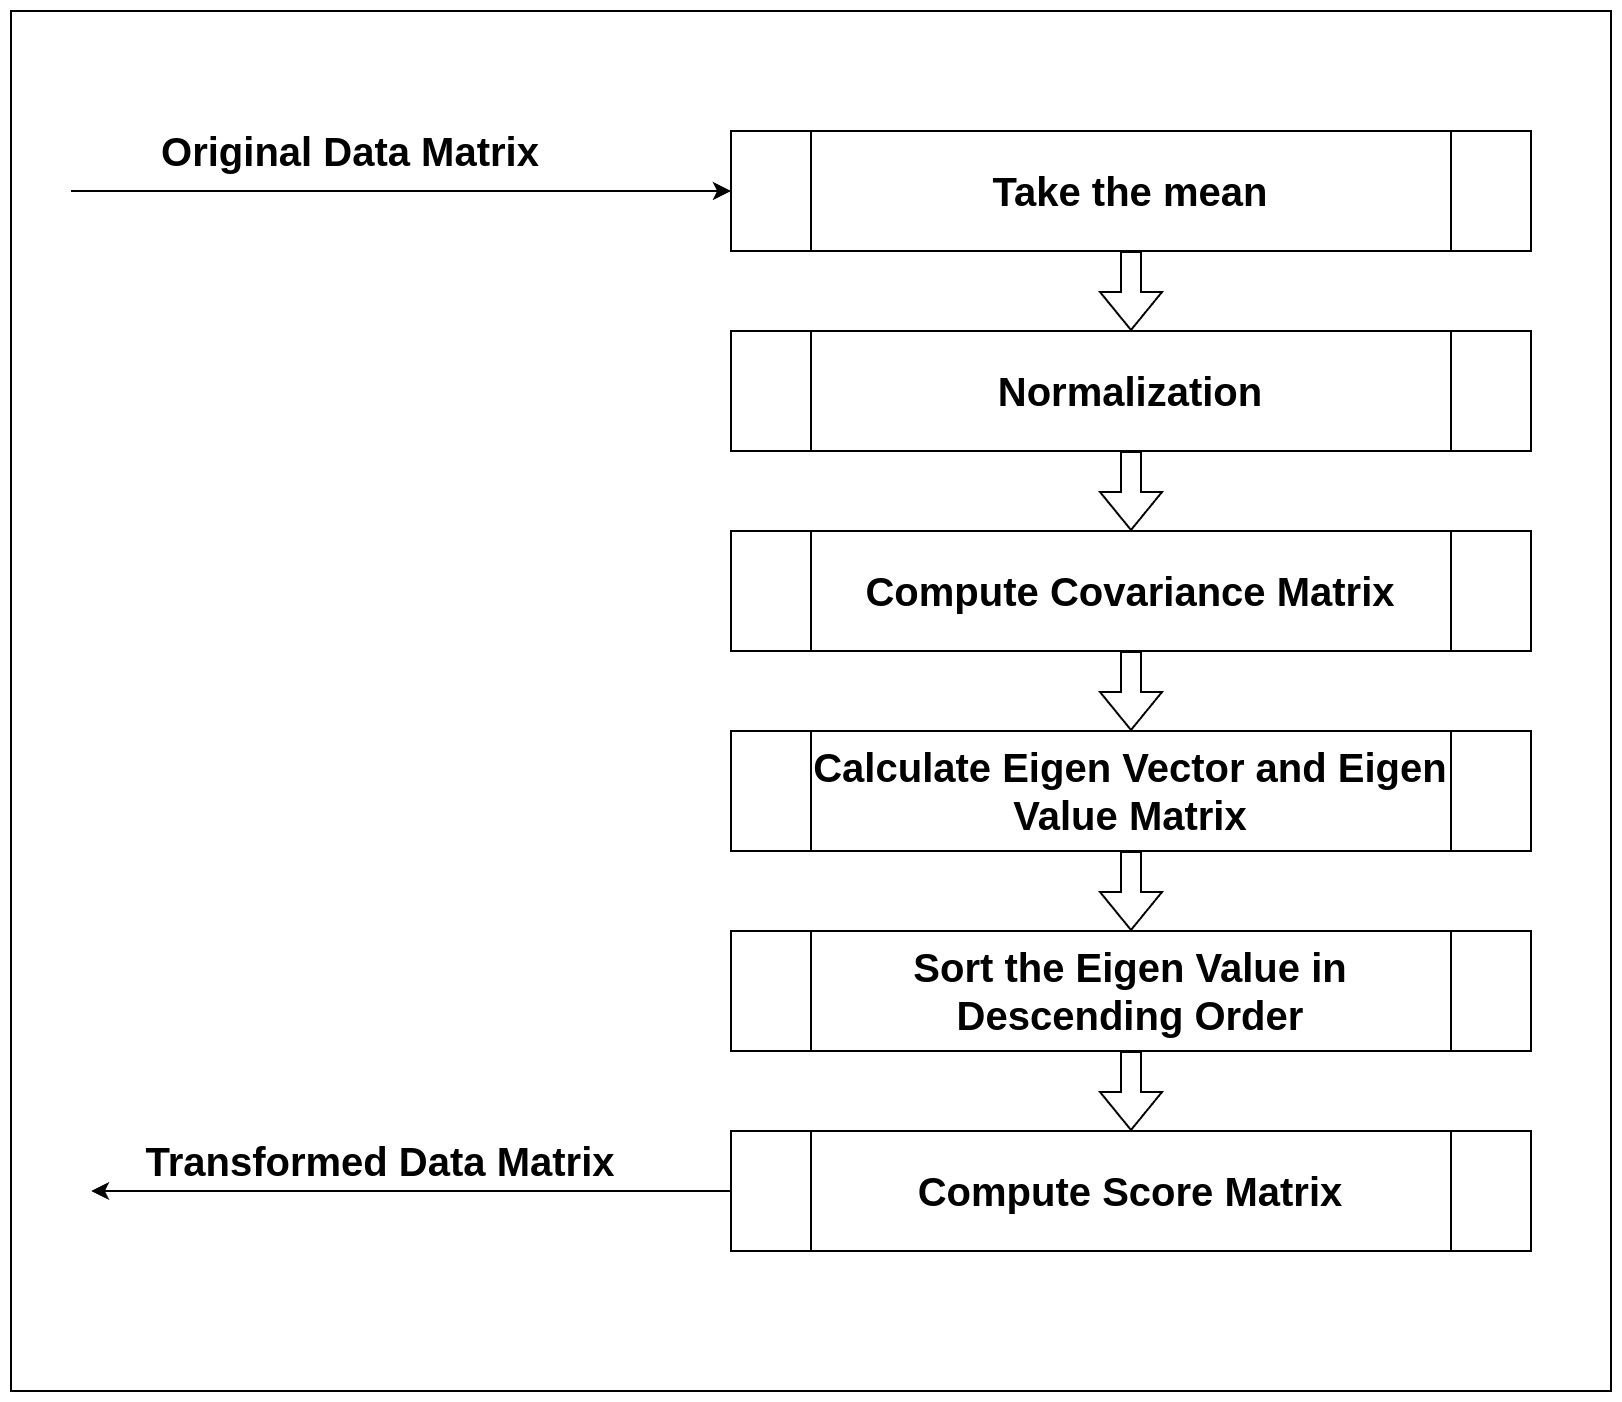 Original Data Matrix
Take the mean
Normalization
Compute Covariance Matrix
Calculate Eigen Vector and Eigen
Value Matrix
Sort the Eigen Value in
Descending Order
Transformed Data Matrix
Compute Score Matrix